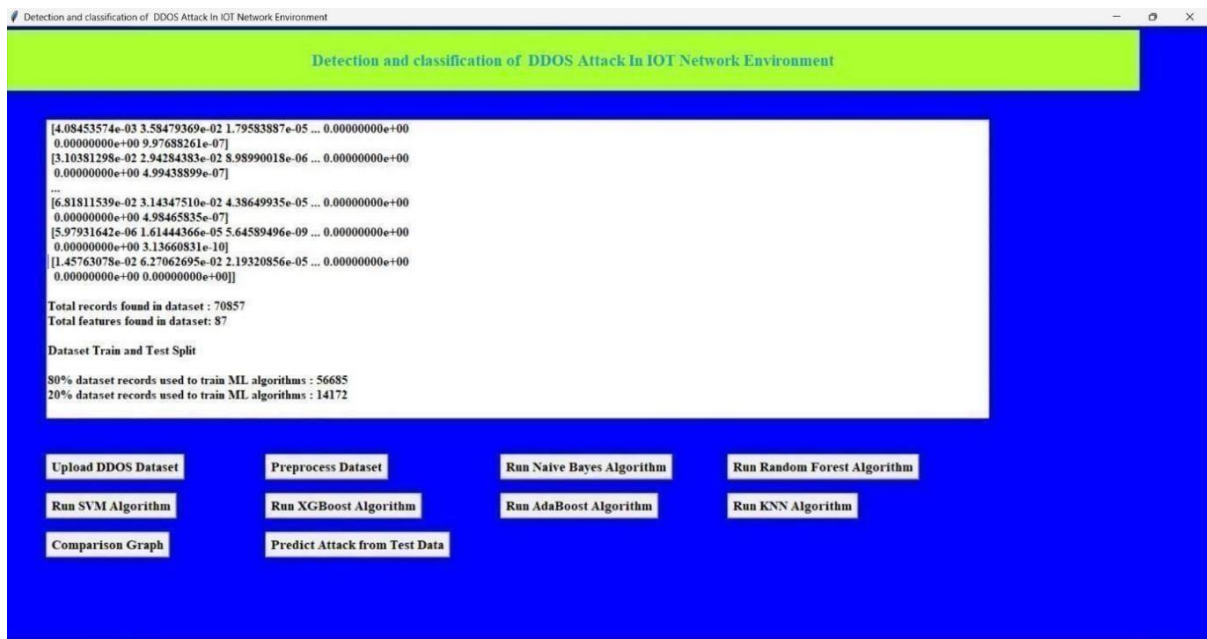 Detection and classification of DDOS Attack In IOT Network Environment
Detection and classification of DDOS Attack In IOT Network Environment
[4.08453574e-03 3.58479369e-02 1.79583887e-05 ... 0.00000000e+00
0.00000000e+00 9.97688261e-07]
[3.10381298e-02 2.94284383e-02 8.98990018e-06 ... 0.00000000e+00
0.00000000e+00 4.99438899e-07]
...
[6.81811539e-02 3.14347510e-02 4.38649935e-05 ... 0.00000000e+00
0.00000000e+00 4.98465835e-07]
[5.97931642e-06 1.61444366e-05 5.64589496e-09 ... 0.00000000e+00
0.00000000e+00 3.13660831e-10]
[1.45763078e-02 6.27062695e-02 2.19320856e-05 ... 0.00000000e+00
0.00000000e+00 0.00000000e+00]]
Total records found in dataset : 70857
Total features found in dataset: 87
Dataset Train and Test Split
80% dataset records used to train ML algorithms : 56685
20% dataset records used to train ML algorithms : 14172
Upload DDOS Dataset Preprocess Dataset Run Naive Bayes Algorithm Run Random Forest Algorithm
Run SVM Algorithm Run XGBoost Algorithm Run AdaBoost Algorithm Run KNN Algorithm
Comparison Graph Predict Attack from Test Data